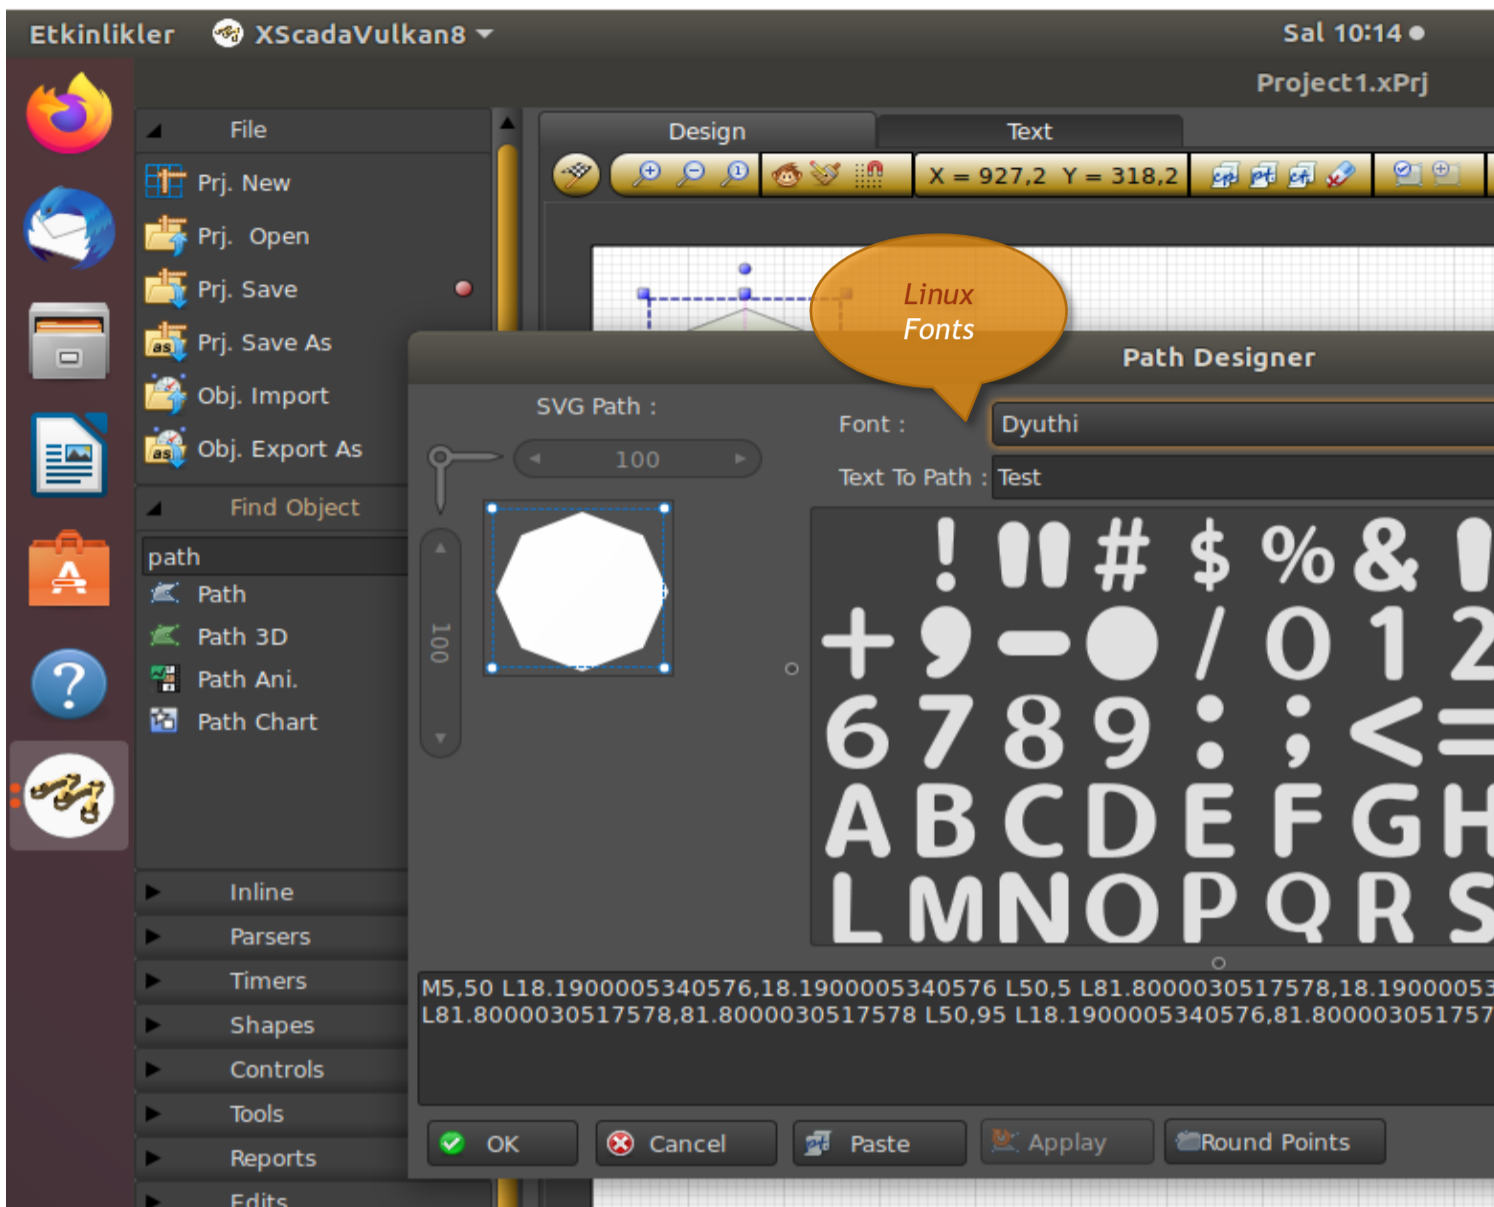 Etkinlikler
XScadaVulkan8
Sal 10:14
Project1.xPrj
File
Prj. New
Prj. Open
Prj. Save
Prj. Save As
Obj. Import
Obj. Export As
Find Object
path
Path
Path 3D
Path Ani.
Path Chart
Inline
Parsers
Timers
Shapes
Controls
Tools
Reports
Edits
Design
Text
X = 927,2 Y = 318,2
Linux
Fonts
Path Designer
SVG Path :
100
100
Font :
Dyuthi
Text To Path :
Test
! " # $ % & '
+ , - . / 0 1 2
6 7 8 9 : ; < =
A B C D E F G H
L M N O P Q R S
M5,50 L18.1900005340576,18.1900005340576 L50,5 L81.8000030517578,18.19000053
L81.8000030517578,81.8000030517578 L50,95 L18.1900005340576,81.800003051757
OK
Cancel
Paste
Applay
Round Points